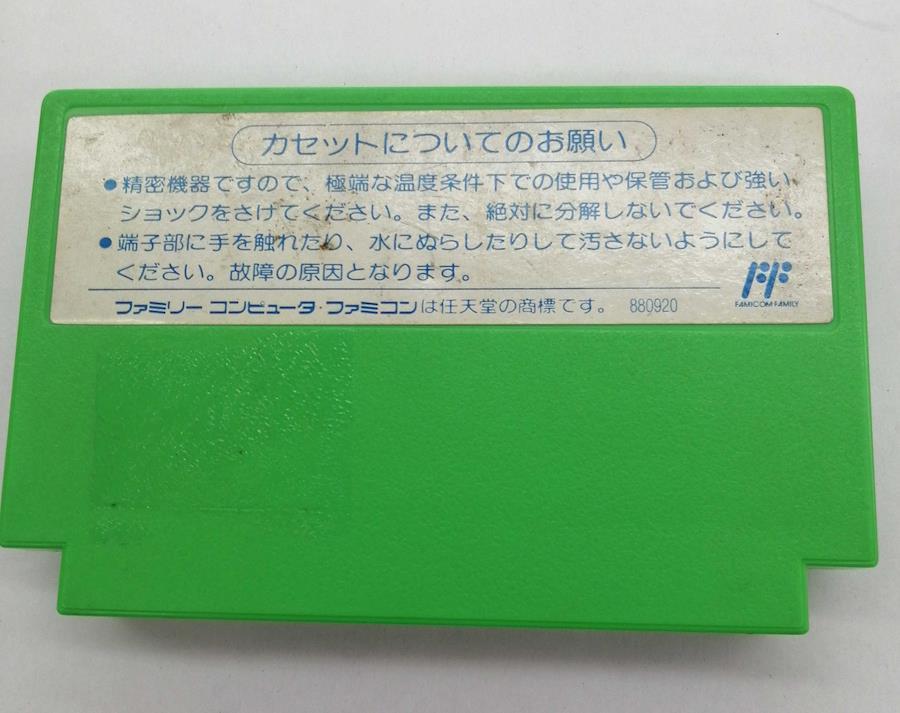 カセットについてのお願い
●精密機器ですので、極端な温度条件下での使用や保管および強い
ショックをさけてください。また、絶対に分解しないでください。
●端子部に手を触れたり、水にぬらしたりして汚さないようにして
ください。故障の原因となります。
ファミリーコンピュータ・ファミコンは任天堂の商標です。 880920
FAMICOM FAMILY